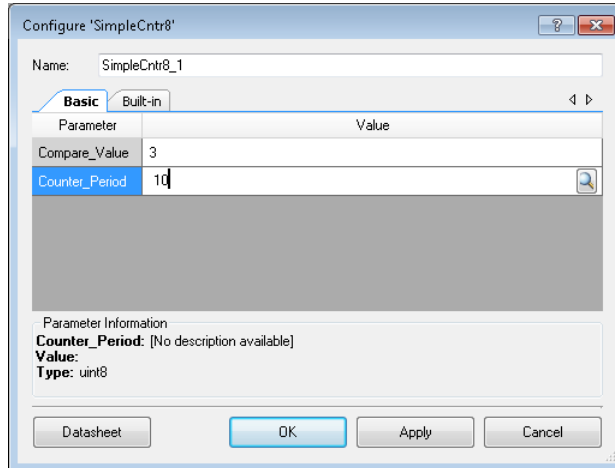 Configure 'SimpleCntr8'
Name: SimpleCntr8_1
Basic Built-in
Parameter Value
Compare_Value 3
Counter_Period 10
Parameter Information
Counter_Period: [No description available]
Value:
Type: uint8
Datasheet OK Apply Cancel